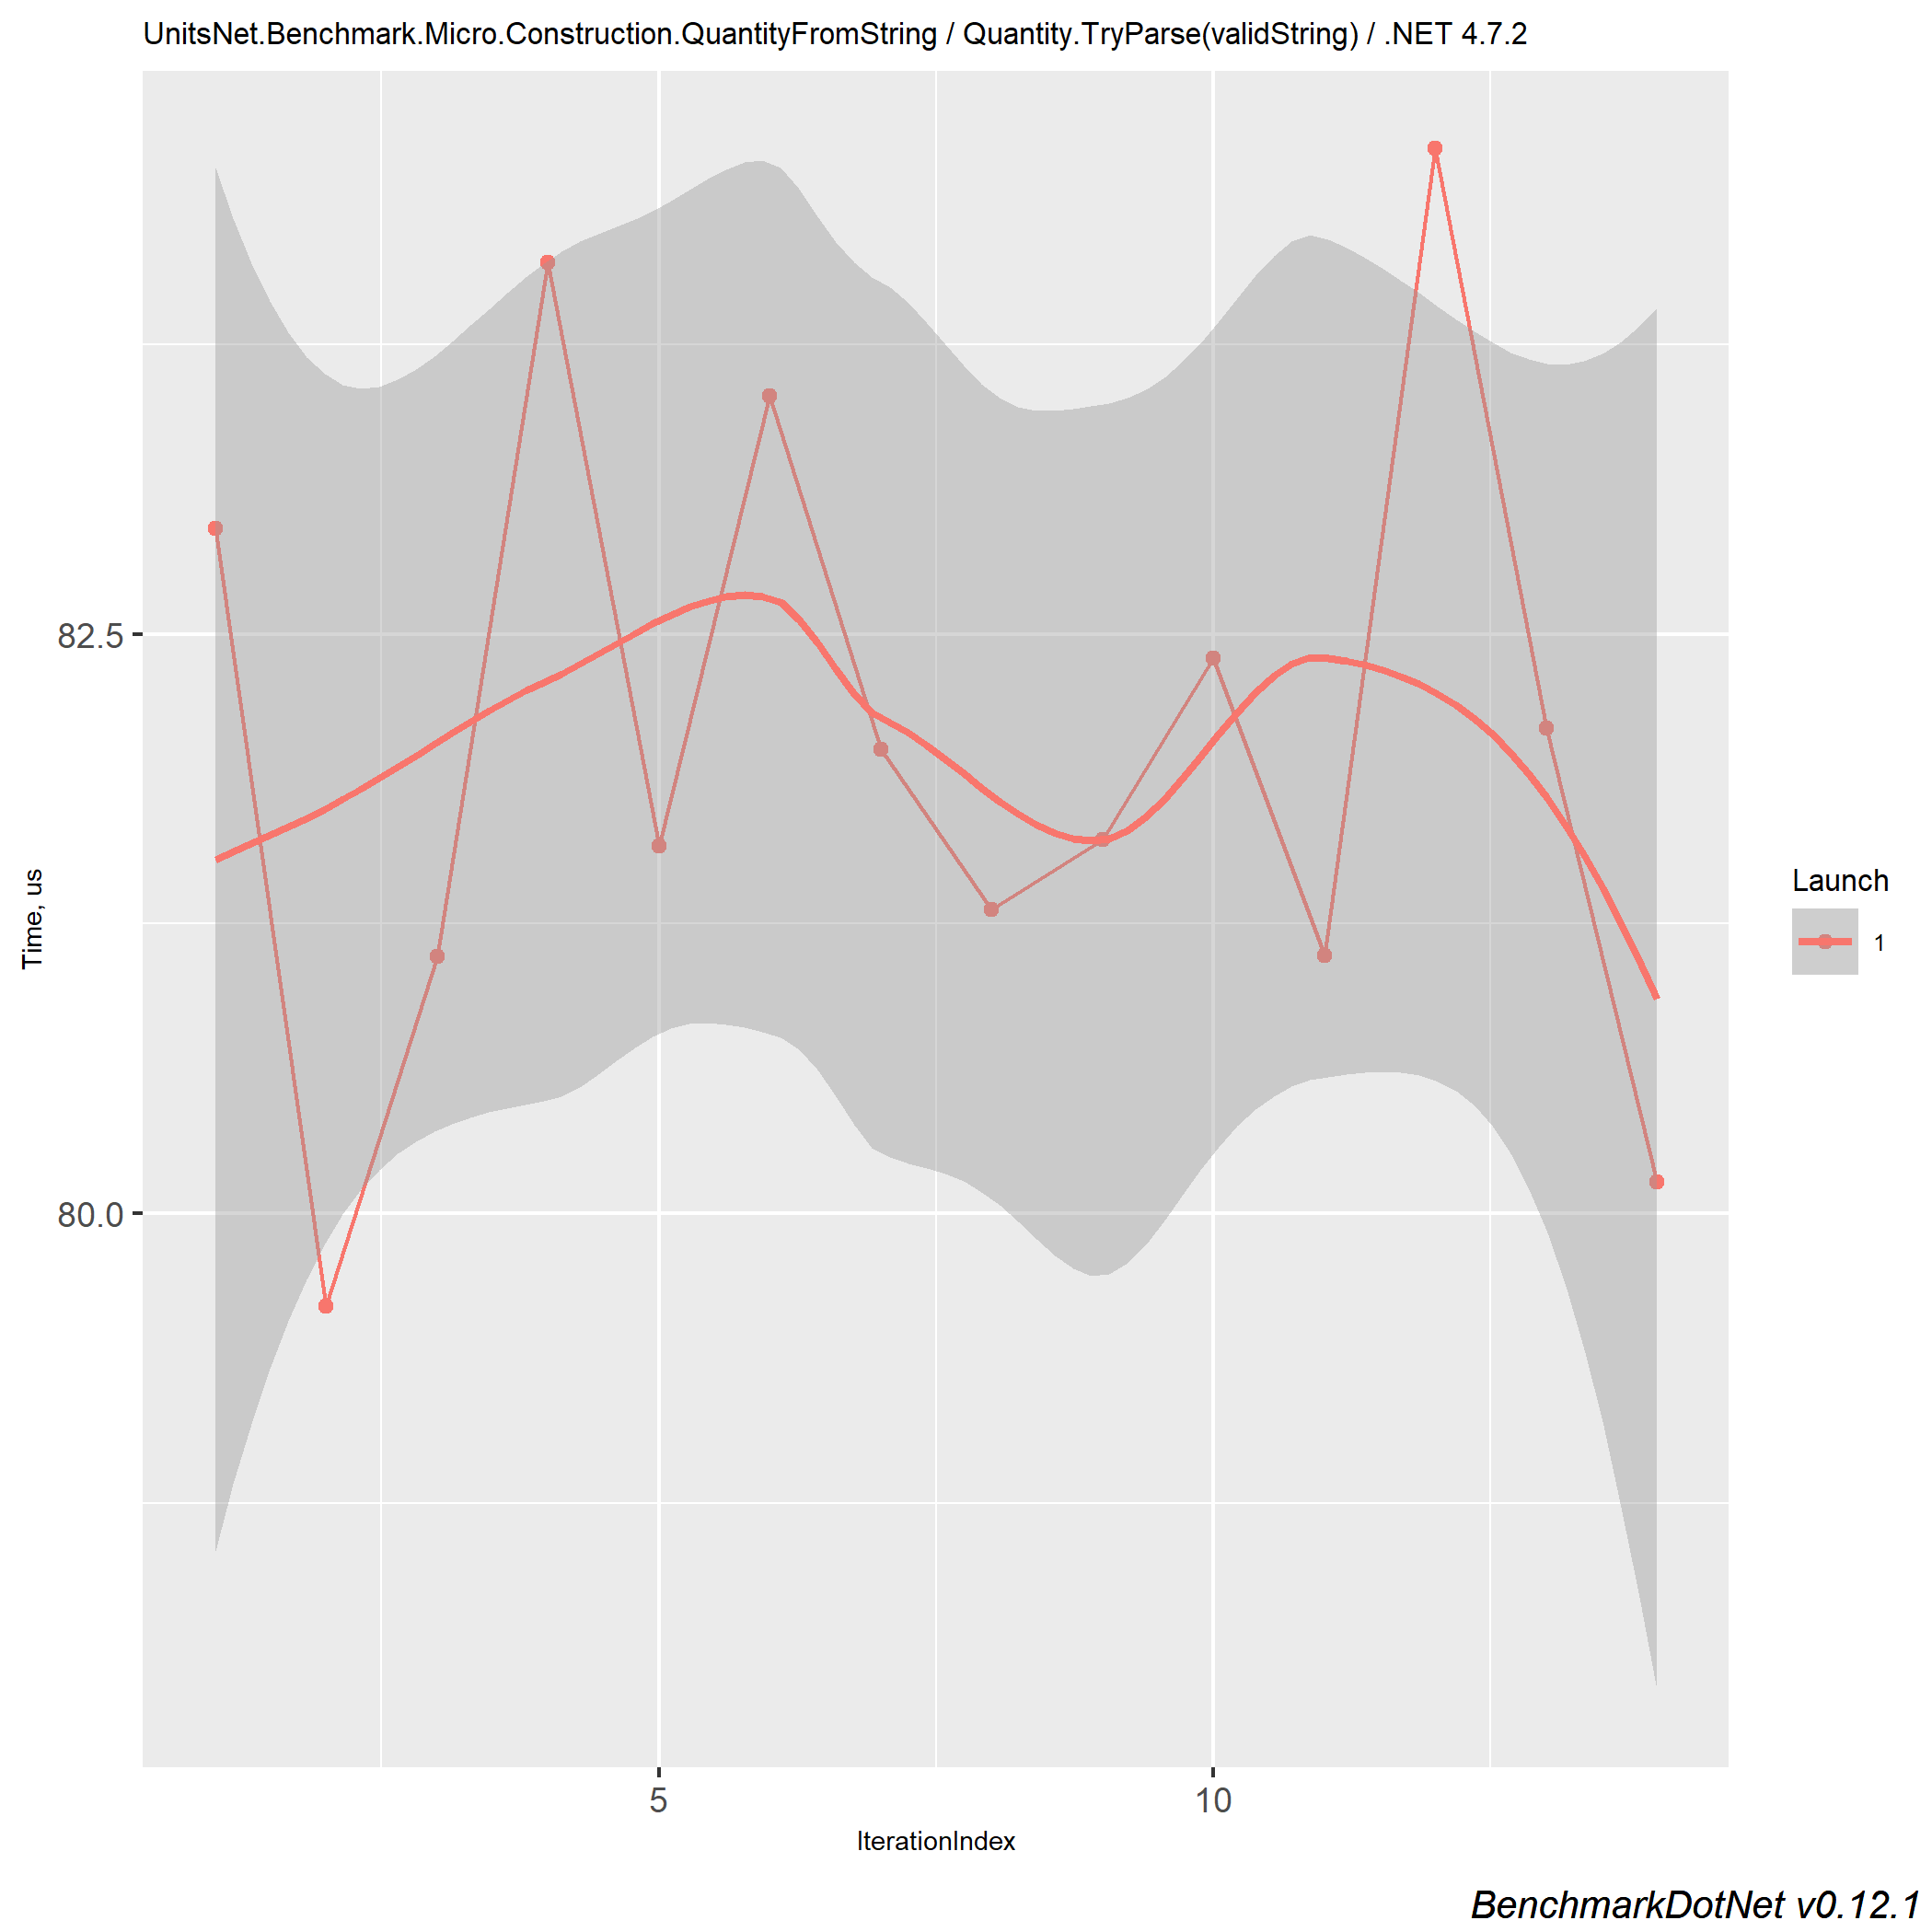 UnitsNet.Benchmark.Micro.Construction.QuantityFromString / Quantity.TryParse(validString) / .NET 4.7.2
82.5
80.0
Time, us
5
10
IterationIndex
Launch
1
BenchmarkDotNet v0.12.1